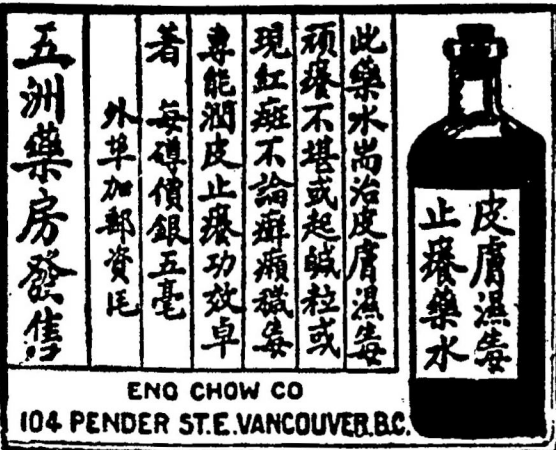 皮膚濕毒
止癢藥水
此藥水耑治皮膚濕毒
頑癢不堪或起鹹粒或
現紅斑不論癬癩穢毒
專能潤皮止癢功效卓
著 每罇價銀五毫
外埠加郵資
五洲藥房發售
ENG CHOW CO
104 PENDER ST.E.VANCOUVER.B.C.